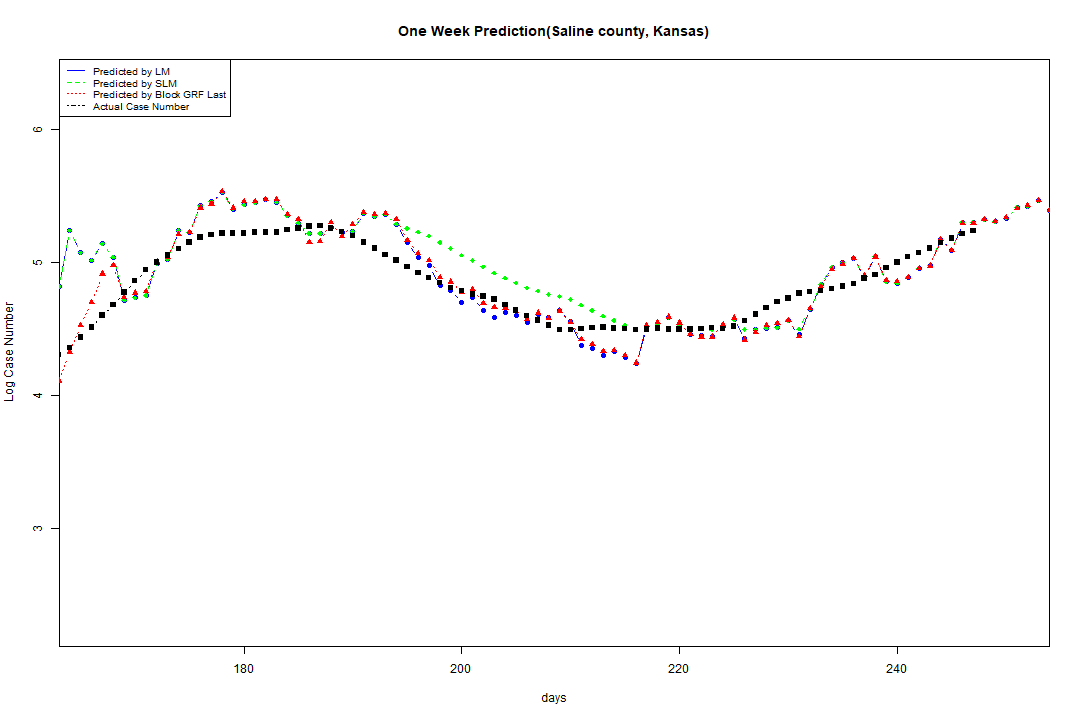 One Week Prediction(Saline county, Kansas)
Predicted by LM
Predicted by SLM
Predicted by Block GRF Last
Actual Case Number
6
5
4
3
Log Case Number
180
200
220
240
days